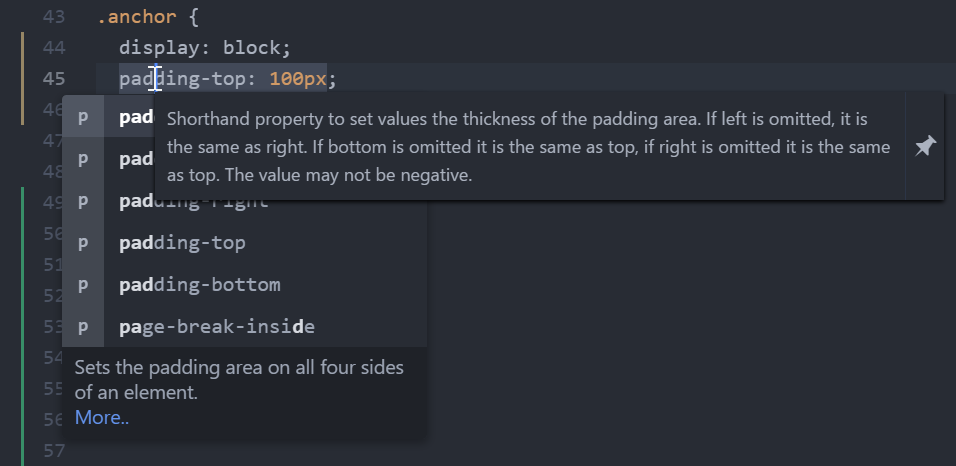 43 .anchor {
44 display: block;
45 padding-top: 100px;
46
47
48
49
50
51
52
53
54
55
56
57
p pad
p pad
p padding-right
p padding-top
p padding-bottom
p page-break-inside
Shorthand property to set values the thickness of the padding area. If left is omitted, it is
the same as right. If bottom is omitted it is the same as top, if right is omitted it is the same
as top. The value may not be negative.
Sets the padding area on all four sides
of an element.
More..